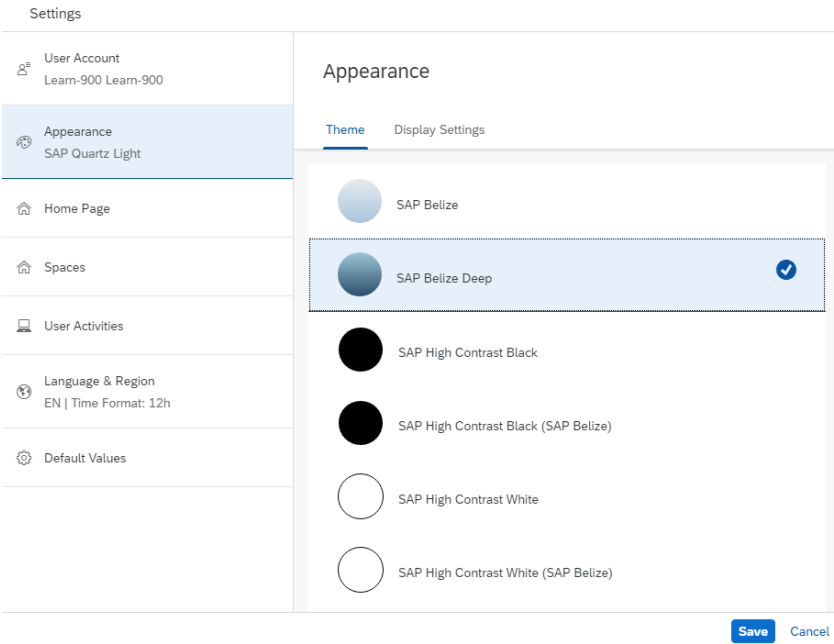 Settings
User Account
Learn-900 Learn-900
Appearance
SAP Quartz Light
Home Page
Spaces
User Activities
Language & Region
EN | Time Format: 12h
Default Values
Appearance
Theme Display Settings
SAP Belize
SAP Belize Deep
SAP High Contrast Black
SAP High Contrast Black (SAP Belize)
SAP High Contrast White
SAP High Contrast White (SAP Belize)
Save Cancel